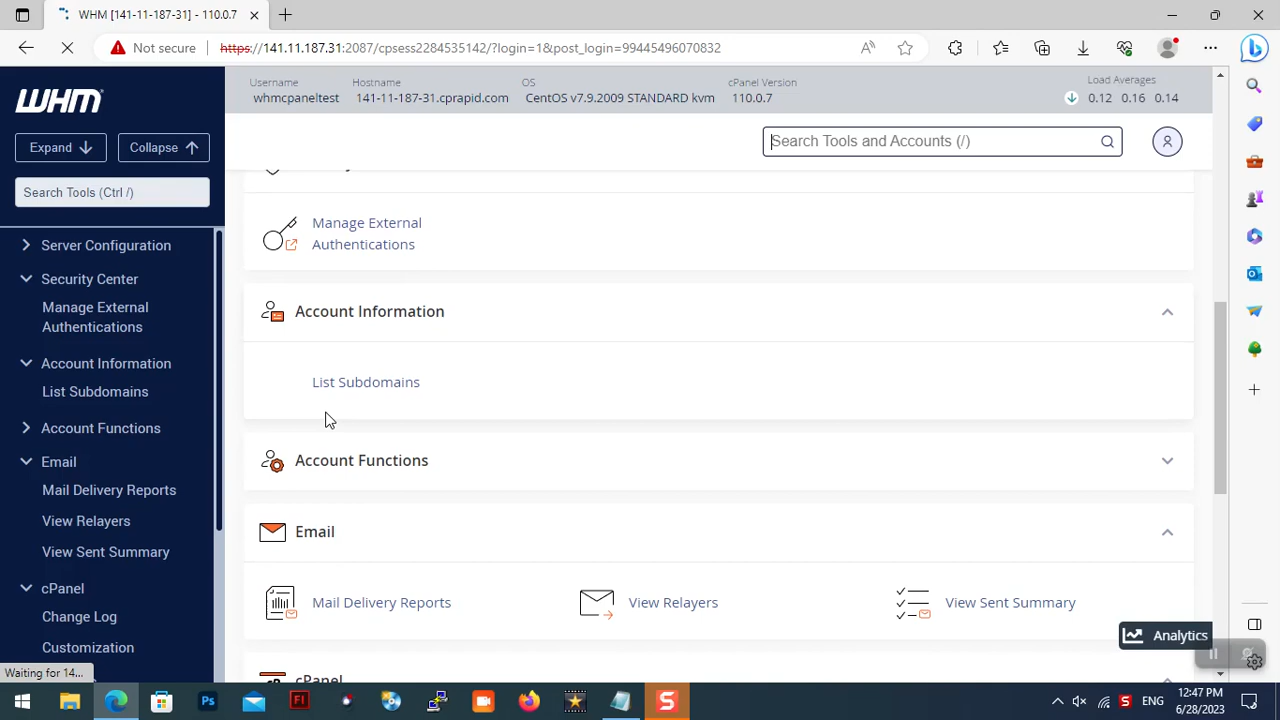 WHM [141-11-187-31] - 110.0.7
Not secure
https://141.11.187.31:2087/cpsess2284535142/?login=1&post_login=99445496070832
WHM
Username
whmcpaneltest
Hostname
141-11-187-31.cprapid.com
OS
CentOS v7.9.2009 STANDARD kvm
cPanel Version
110.0.7
Load Averages
0.12 0.16 0.14
Expand
Collapse
Search Tools (Ctrl /)
Search Tools and Accounts (/)
Server Configuration
Security Center
Manage External
Authentications
Account Information
List Subdomains
Account Functions
Email
Mail Delivery Reports
View Relayers
View Sent Summary
cPanel
Change Log
Customization
Manage External
Authentications
Account Information
List Subdomains
Account Functions
Email
Mail Delivery Reports
View Relayers
View Sent Summary
cPanel
Analytics
Waiting for 14...
ENG
12:47 PM
6/28/2023